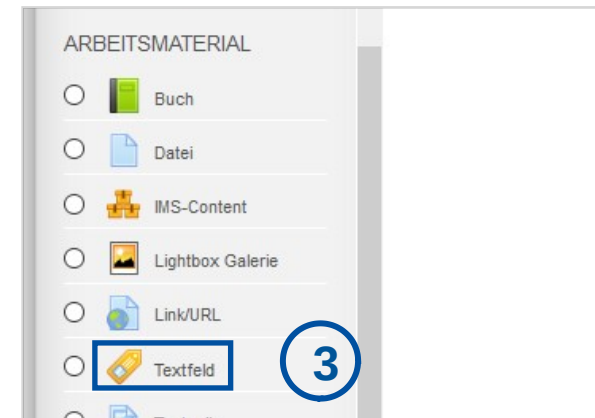 ARBEITSMATERIAL
Buch
Datei
IMS-Content
Lightbox Galerie
Link/URL
Textfeld
3